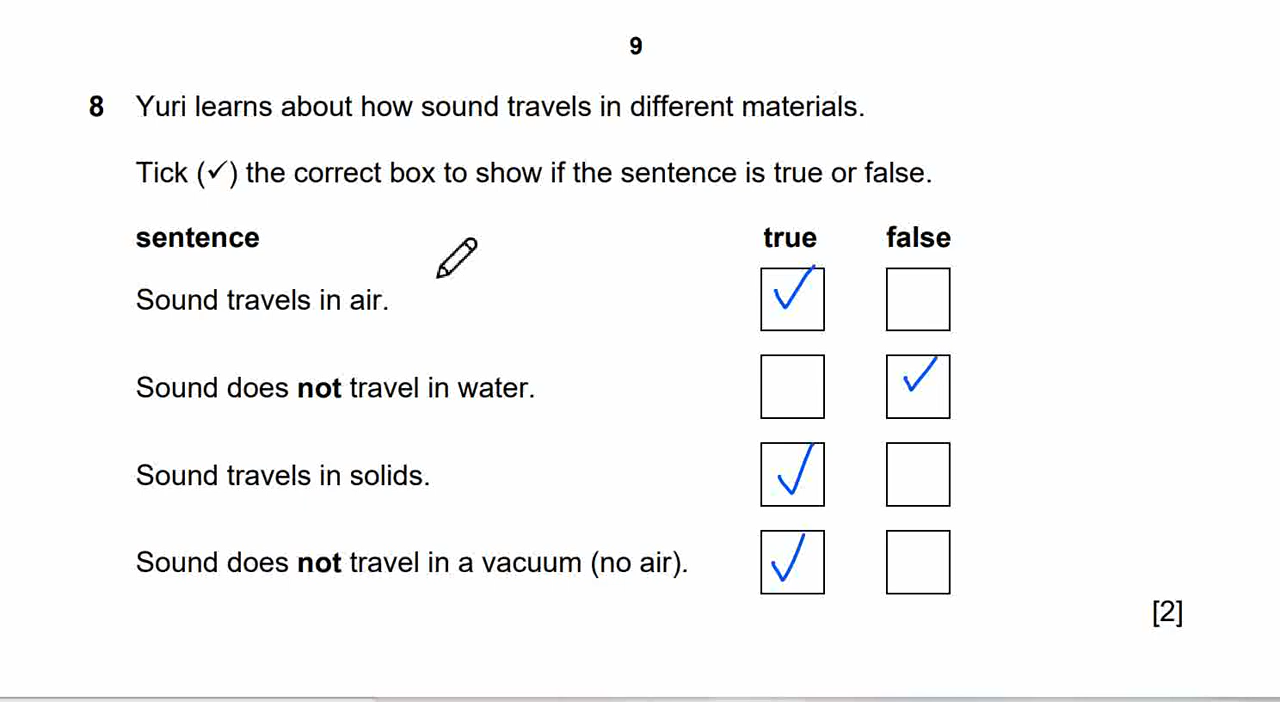 9
8 Yuri learns about how sound travels in different materials.
Tick (✓) the correct box to show if the sentence is true or false.
sentence true false
Sound travels in air. ✓
Sound does not travel in water. ✓
Sound travels in solids. ✓
Sound does not travel in a vacuum (no air). ✓
[2]